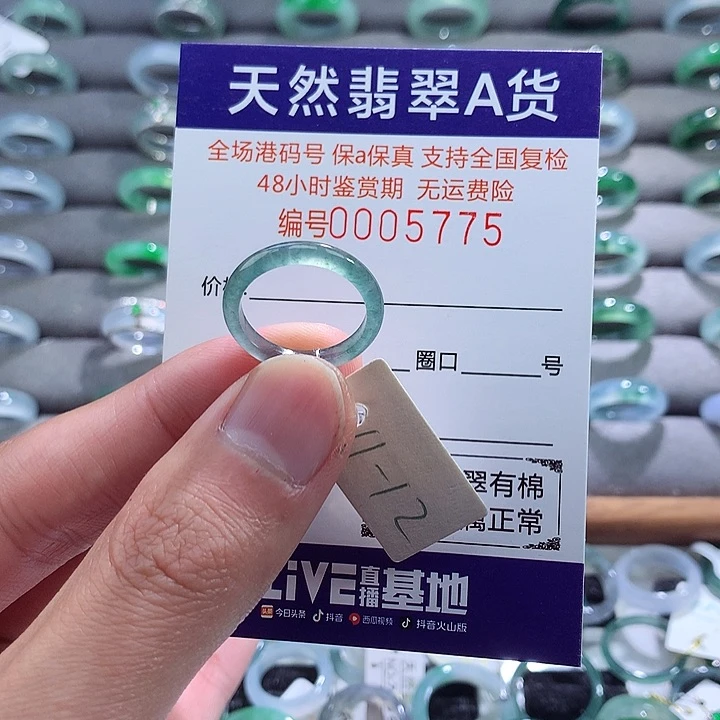 天然翡翠A货
全场港码号 保a保真 支持全国复检
48小时鉴赏期 无运费险
编号0005775
价
圈口 号
11-12
翠有棉
属正常
LIVE直播基地
今日头条 抖音 西瓜视频 抖音火山版